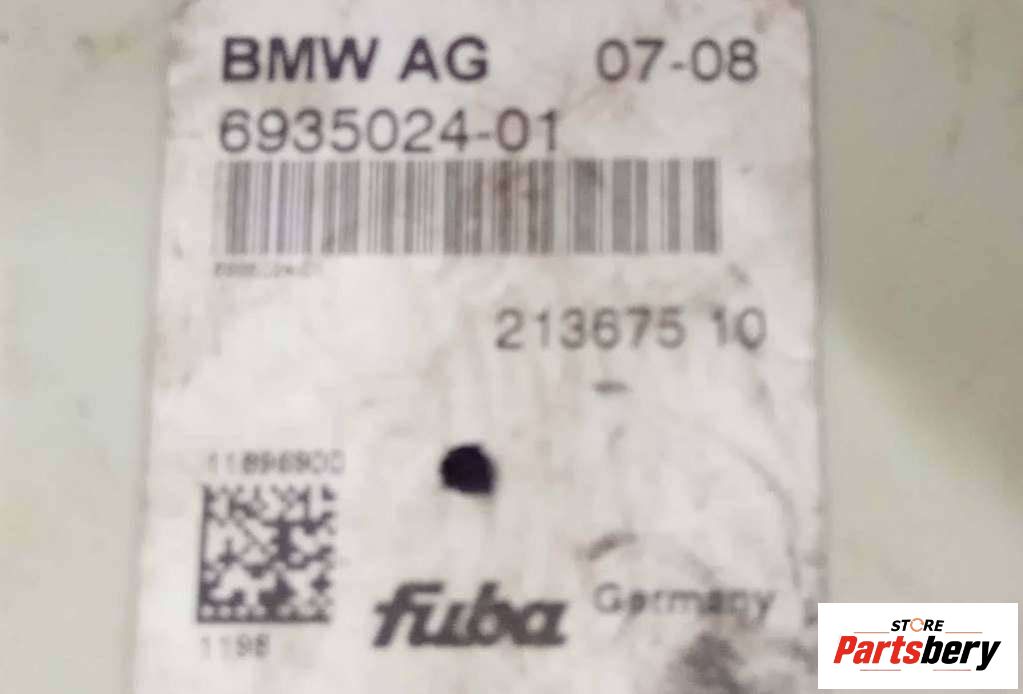 BMW AG 07-08
6935024-01
213675 10
11896900
1198
fuba Germany
STORE
Partsbery